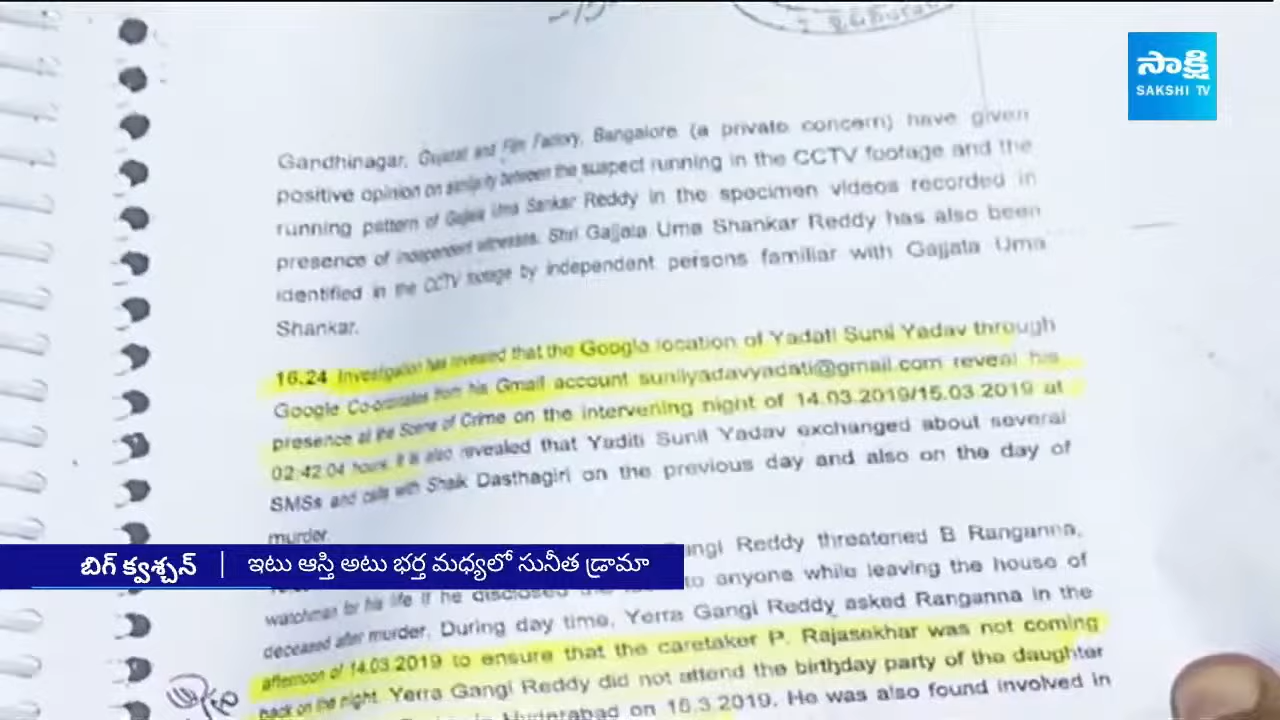 సాక్షి
SAKSHI TV
Gandhinagar, Gujarat and Film Factory, Bangalore (a private concern) have given
positive opinion on similarity between the suspect running in the CCTV footage and the
running pattern of Gajjala Uma Sankar Reddy in the specimen videos recorded in
presence of independent witnesses. Shri Gajjala Uma Shankar Reddy has also been
identified in the CCTV footage by independent persons familiar with Gajjala Uma
Shankar.
16.24 Investigation has revealed that the Google location of Yadati Sunil Yadav through
Google Co-ordinates from his Gmail account sunilyadavyadati@gmail.com reveal his
presence at the Scene of Crime on the intervening night of 14.03.2019/15.03.2019 at
02:42:04 hours. It is also revealed that Yaditi Sunil Yadav exchanged about several
SMSs and calls with Shaik Dasthagiri on the previous day and also on the day of
murder.
angi Reddy threatened B Ranganna,
watchman for his life if he disclosed to anyone while leaving the house of
deceased after murder. During day time, Yerra Gangi Reddy asked Ranganna in the
afternoon of 14.03.2019 to ensure that the caretaker P. Rajasekhar was not coming
back on the night. Yerra Gangi Reddy did not attend the birthday party of the daughter
in Hyderabad on 15.3.2019. He was also found involved in
బిగ్ క్వశ్చన్ | ఇటు ఆస్తి అటు భర్త మధ్యలో సునీత డ్రామా